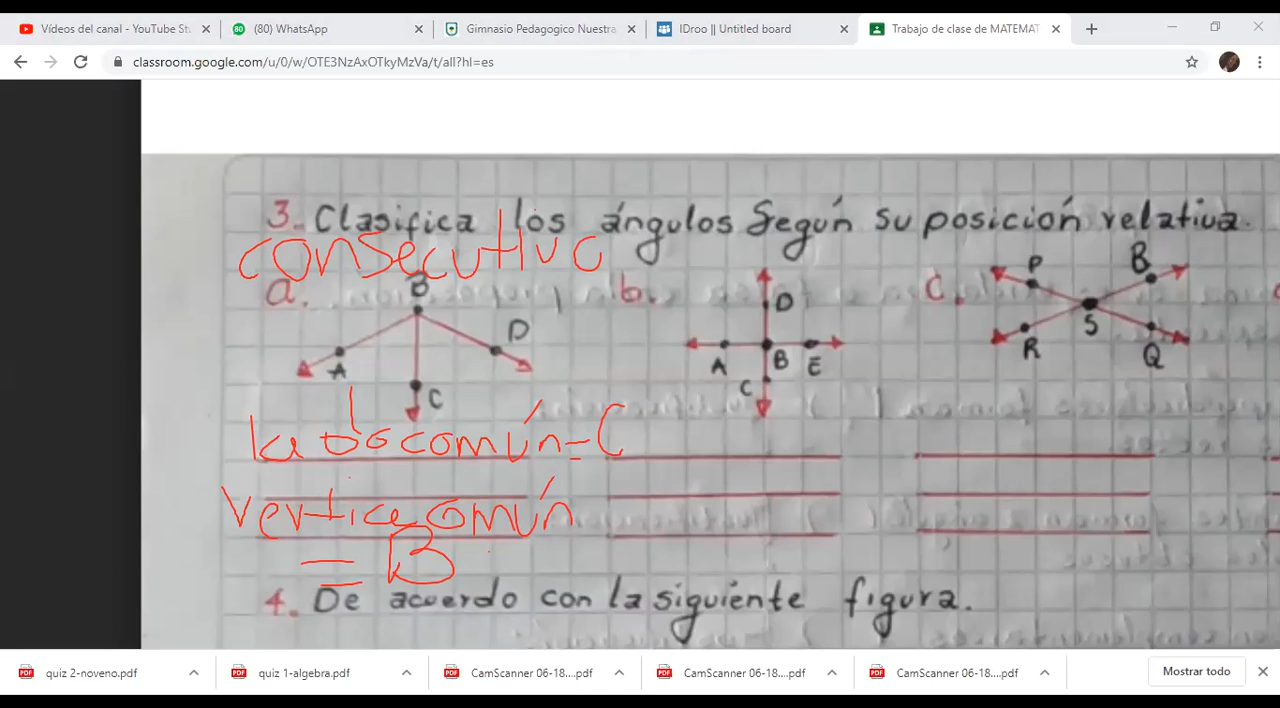 Vídeos del canal - YouTube St
(80) WhatsApp
Gimnasio Pedagogico Nuestra
IDroo || Untitled board
Trabajo de clase de MATEMAT
classroom.google.com/u/0/w/OTE3NzAxOTkyMzVa/t/all?hl=es
3. Clasifica los ángulos Según su posición relativa.
consecutivo
a. B A C D
b. D A B E C
C. P B S R Q
lado común = C
Vertice común
= B
4. De acuerdo con la siguiente figura.
quiz 2-noveno.pdf
quiz 1-algebra.pdf
CamScanner 06-18....pdf
CamScanner 06-18....pdf
CamScanner 06-18....pdf
Mostrar todo